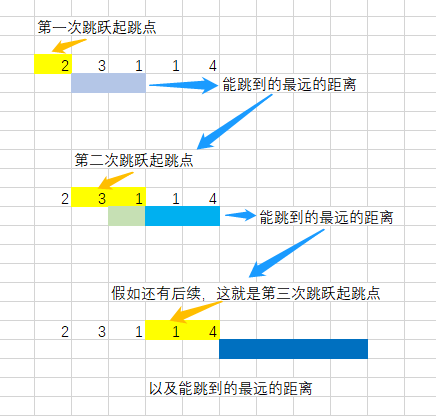 第一次跳跃起跳点
2 3 1 1 4
能跳到的最远的距离
第二次跳跃起跳点
2 3 1 1 4
能跳到的最远的距离
假如还有后续，这就是第三次跳跃起跳点
2 3 1 1 4
以及能跳到的最远的距离